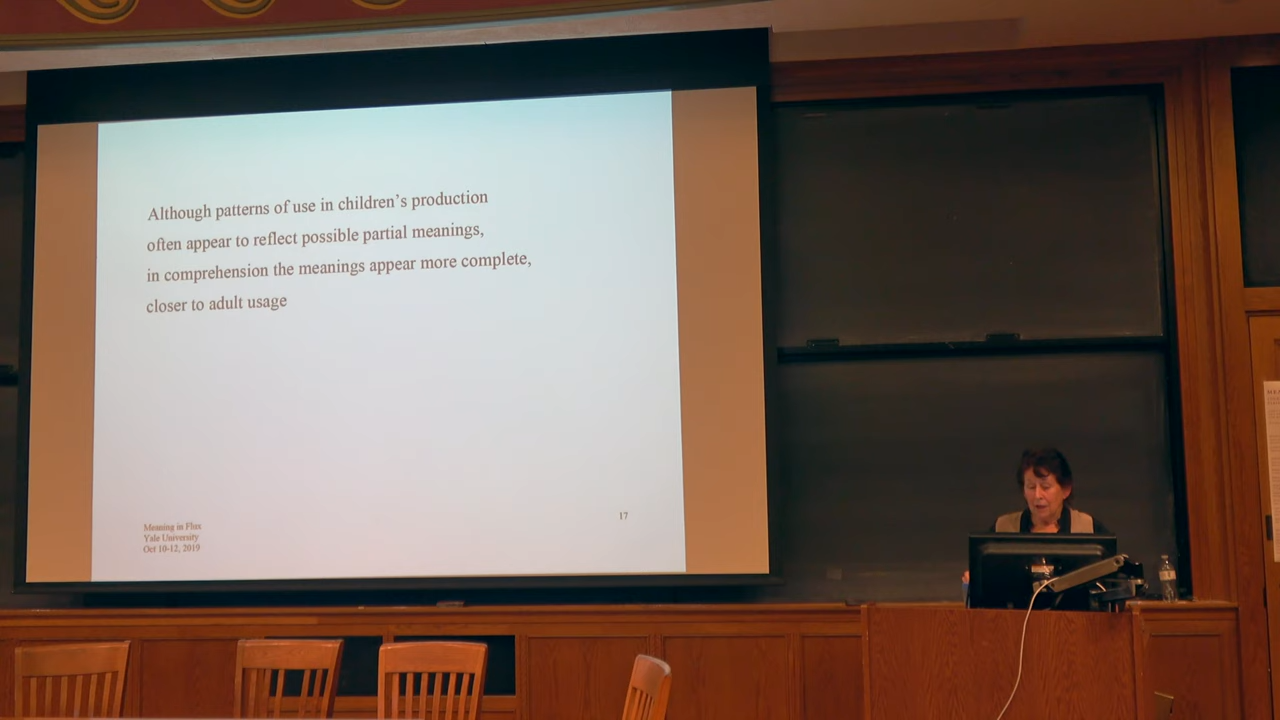 Although patterns of use in children's production
often appear to reflect possible partial meanings,
in comprehension the meanings appear more complete,
closer to adult usage
17
Meaning in Flux
Yale University
Oct 10-12, 2019